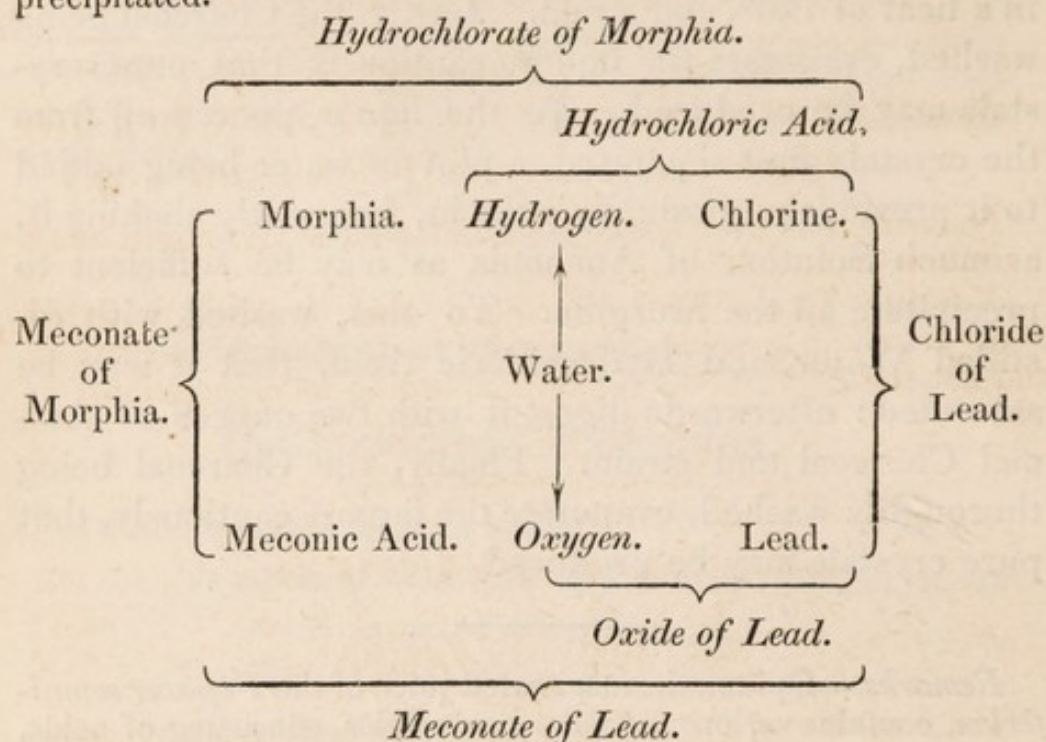 precipitated.
Hydrochlorate of Morphia.
Hydrochloric Acid.
Morphia. Hydrogen. Chlorine.
Meconate
of
Morphia.
Water.
Chloride
of
Lead.
Meconic Acid. Oxygen. Lead.
Oxide of Lead.
Meconate of Lead.